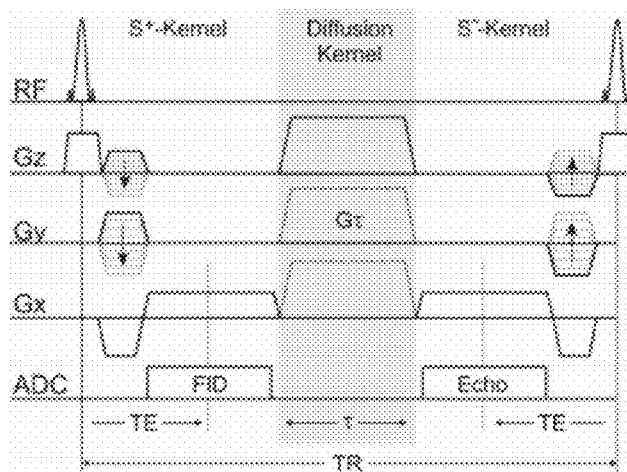 S⁺-Kernel
Diffusion
Kernel
S⁻-Kernel
RF
Gz
Gy
Gτ
Gx
ADC
FID
Echo
TE
τ
TE
TR